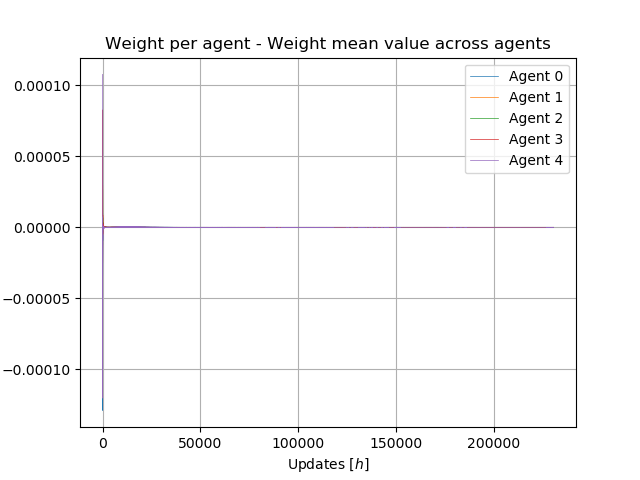 Weight per agent - Weight mean value across agents
0.00010
0.00005
0.00000
−0.00005
−0.00010
Agent 0
Agent 1
Agent 2
Agent 3
Agent 4
0
50000
100000
150000
200000
Updates [h]